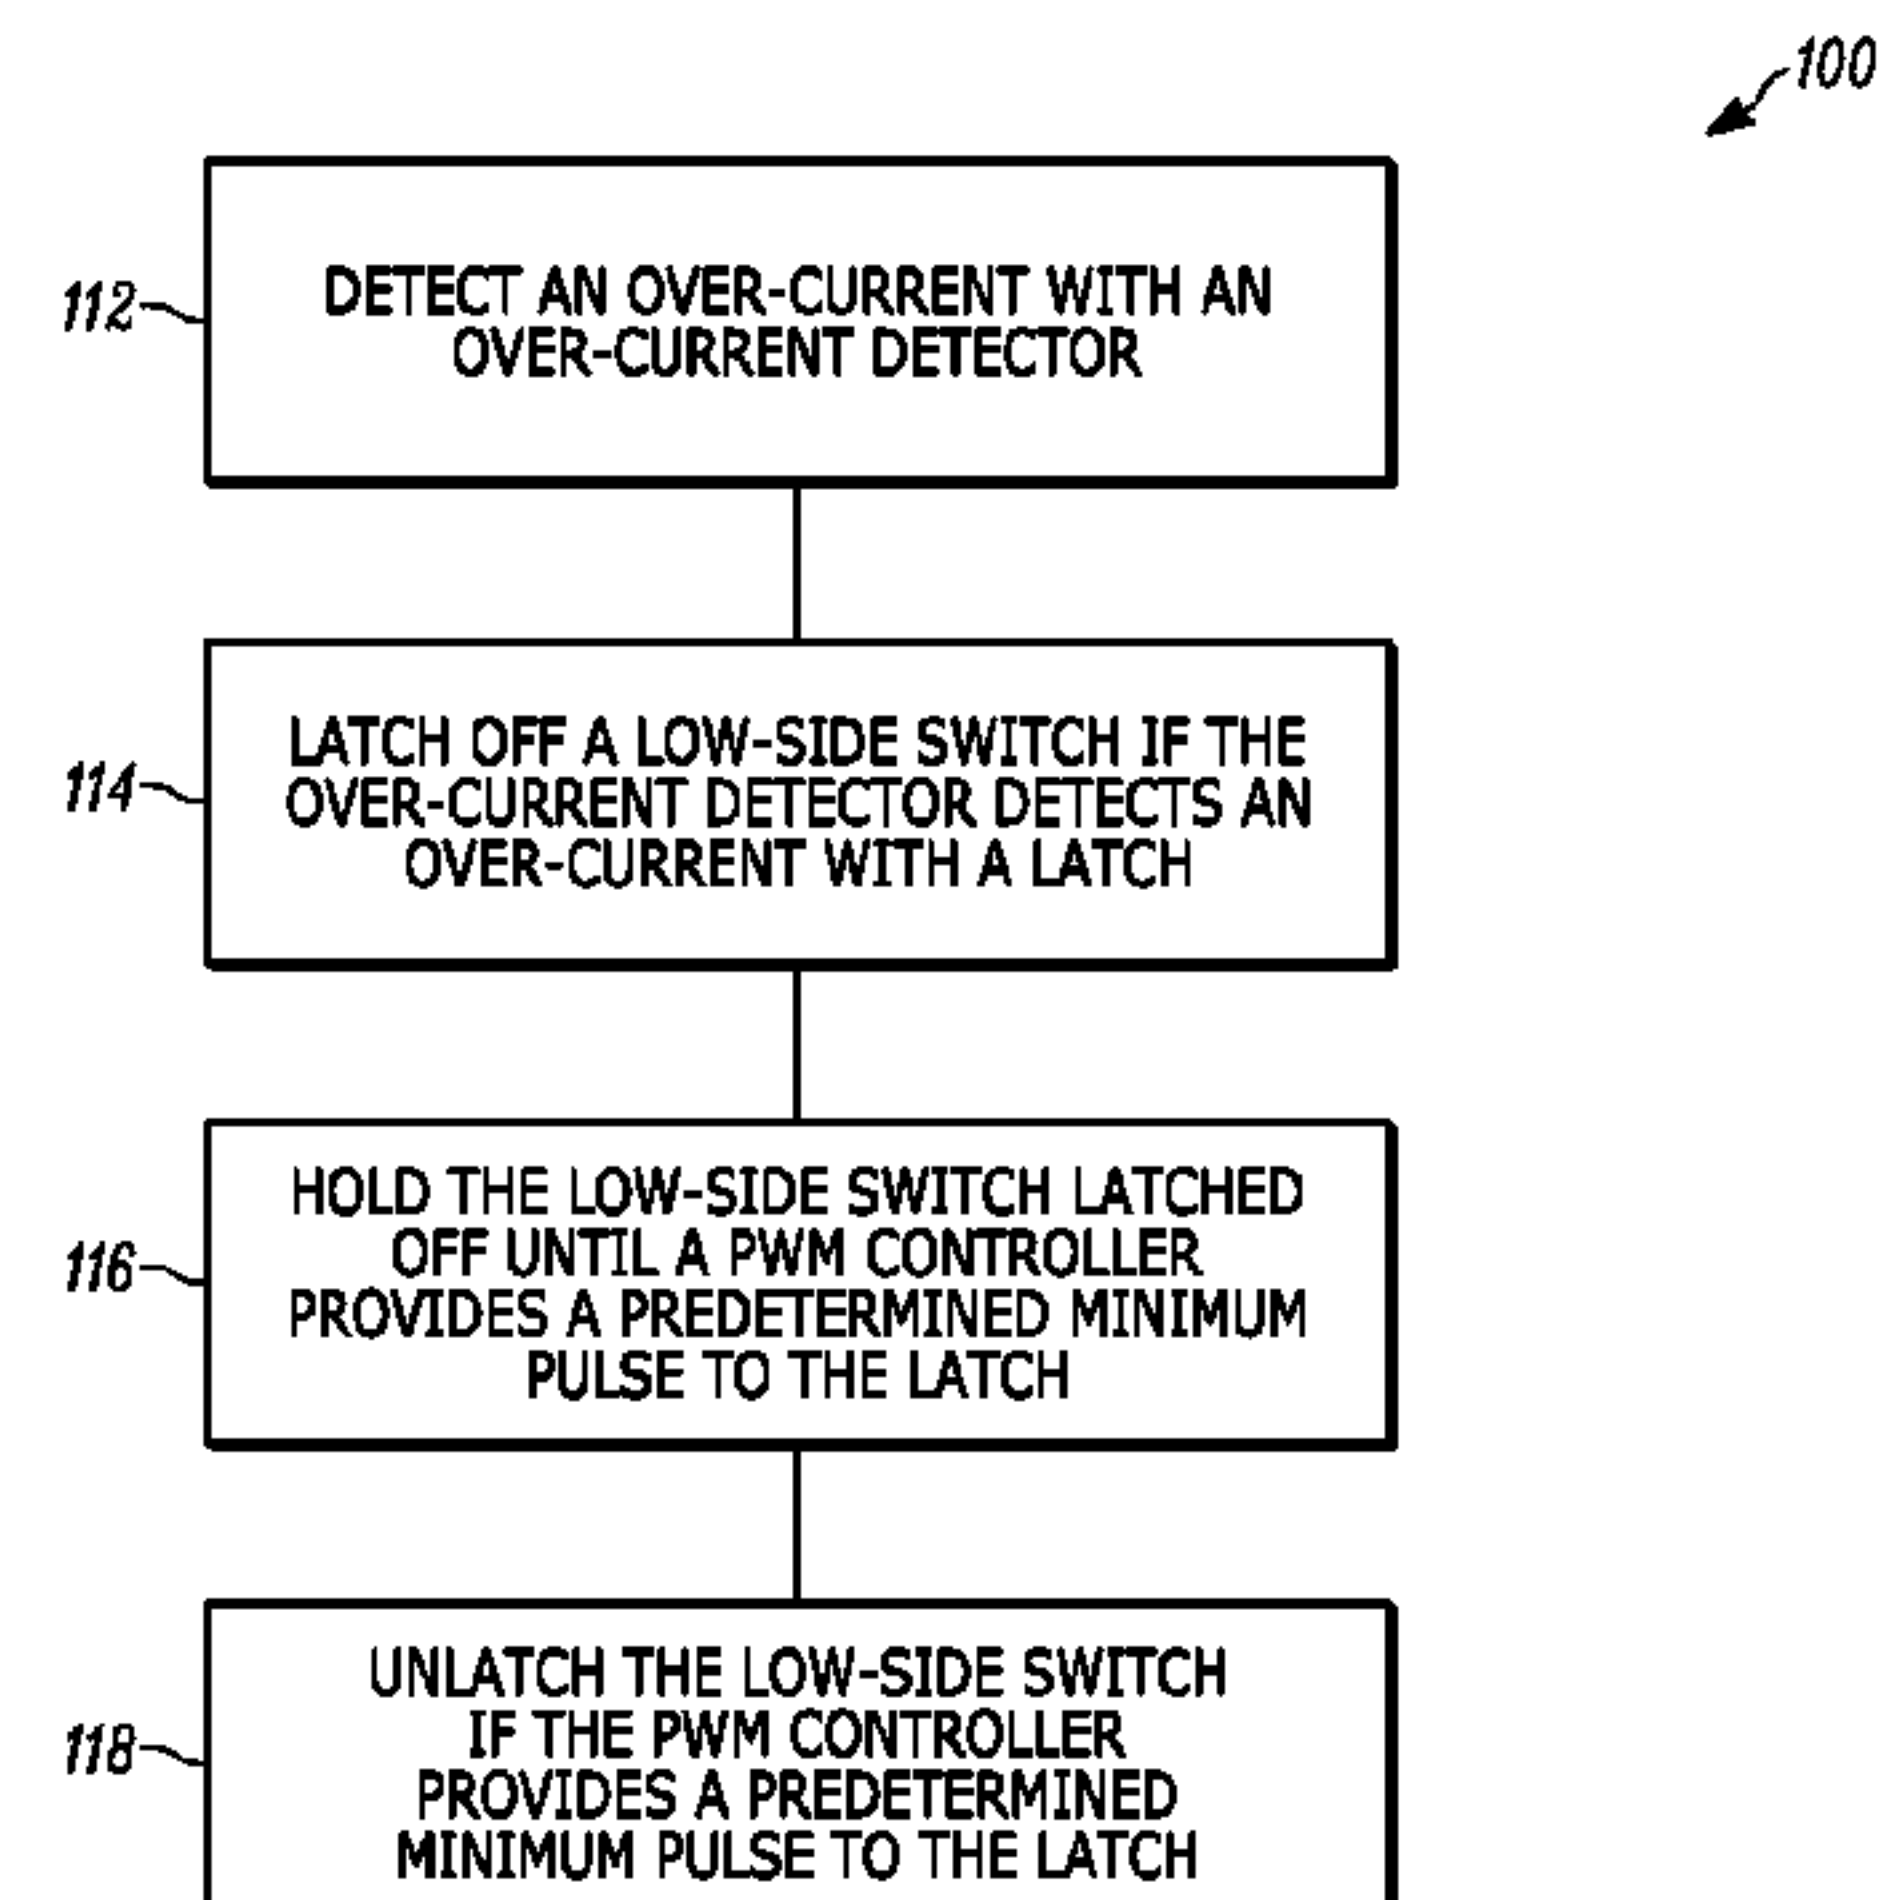 100
112
DETECT AN OVER-CURRENT WITH AN
OVER-CURRENT DETECTOR
114
LATCH OFF A LOW-SIDE SWITCH IF THE
OVER-CURRENT DETECTOR DETECTS AN
OVER-CURRENT WITH A LATCH
116
HOLD THE LOW-SIDE SWITCH LATCHED
OFF UNTIL A PWM CONTROLLER
PROVIDES A PREDETERMINED MINIMUM
PULSE TO THE LATCH
118
UNLATCH THE LOW-SIDE SWITCH
IF THE PWM CONTROLLER
PROVIDES A PREDETERMINED
MINIMUM PULSE TO THE LATCH